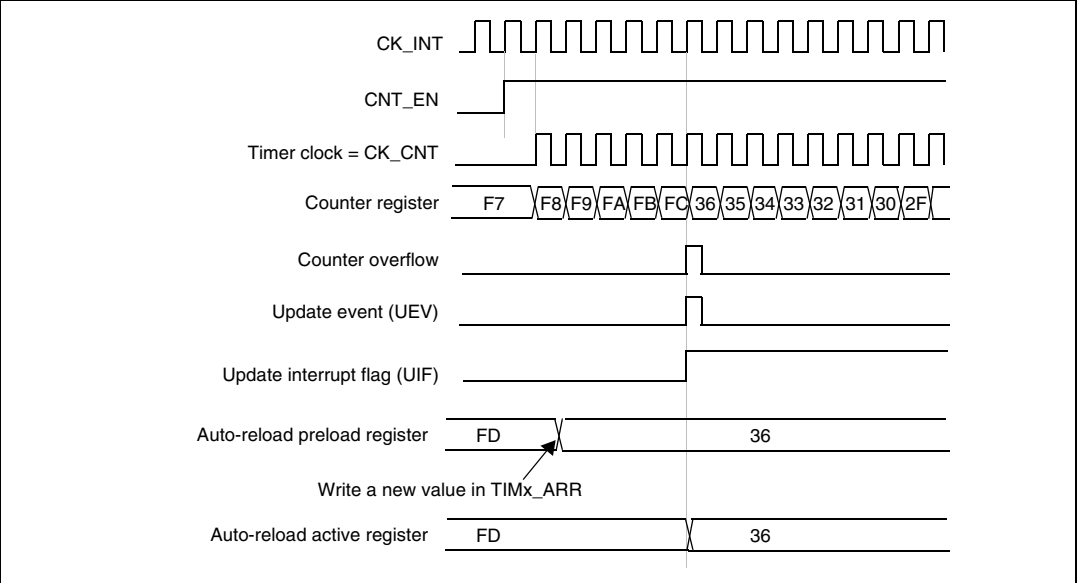 CK_INT
CNT_EN
Timer clock = CK_CNT
Counter register F7 F8 F9 FA FB FC 36 35 34 33 32 31 30 2F
Counter overflow
Update event (UEV)
Update interrupt flag (UIF)
Auto-reload preload register FD 36
Write a new value in TIMx_ARR
Auto-reload active register FD 36